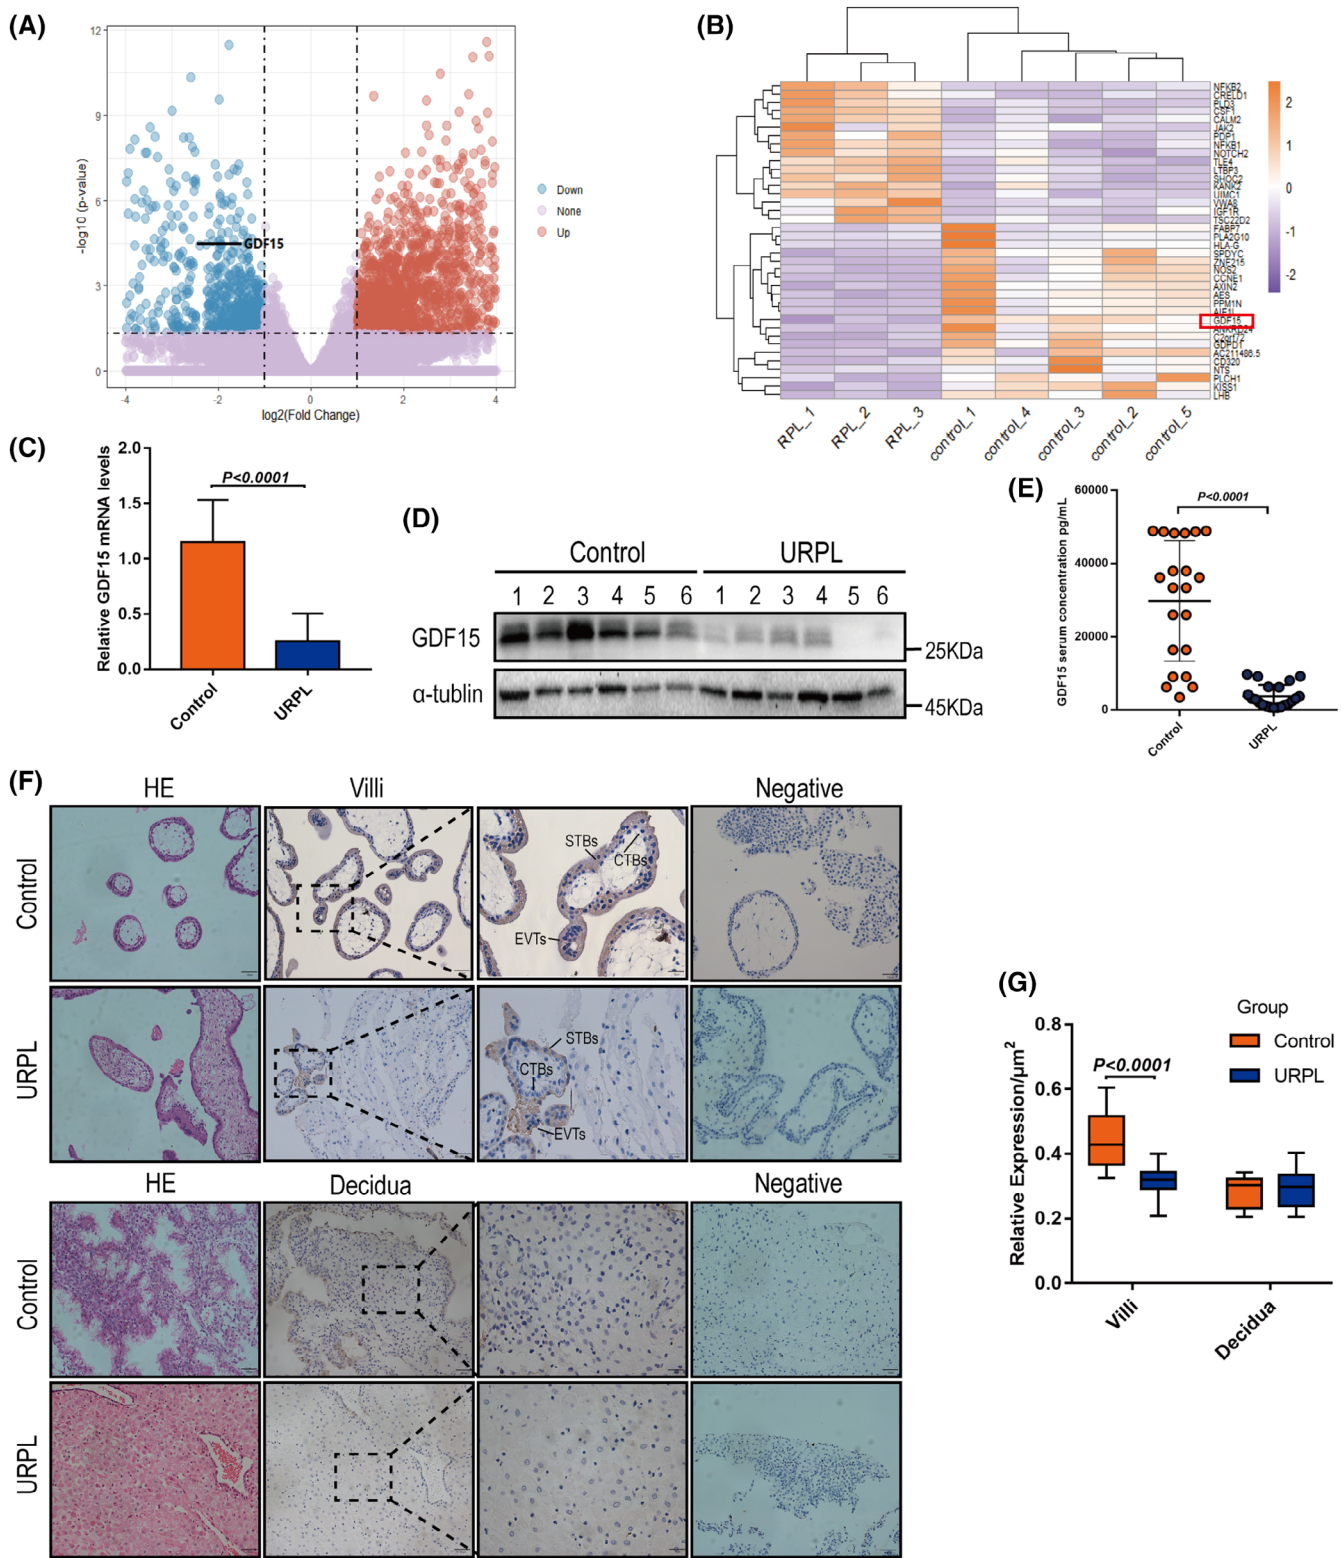 (A)
12
9
6
3
0
-log10 (p-value)
GDF15
-4
-2
0
2
4
log2(Fold Change)
Down
None
Up
(B)
NFKB2
CRELD1
PLD3
CSF1
CALM2
JAK2
PDP1
NFKB1
NOTCH2
TLE4
LTBP3
SHOC2
KANK2
UIMC1
VWA8
IGF1R
TSC22D2
FABP7
PLA2G10
HLA-G
SPDYC
ZNF215
NOS2
CCNE1
AXIN2
AES
PPM1N
AIF1L
GDF15
ANKRD24
C2orf72
GDPD1
AC211486.5
CD320
NTS
PLCH1
KISS1
LHB
2
1
0
-1
-2
RPL_1
RPL_2
RPL_3
control_1
control_4
control_3
control_2
control_5
(C)
Relative GDF15 mRNA levels
2.0
1.5
1.0
0.5
0.0
P<0.0001
Control
URPL
(D)
Control URPL
1 2 3 4 5 6 1 2 3 4 5 6
GDF15
25KDa
α-tublin
45KDa
(E)
GDF15 serum concentration pg/mL
60000
40000
20000
0
P<0.0001
Control
URPL
(F)
HE Villi Negative
Control
STBs
CTBs
EVTs
URPL
STBs
CTBs
EVTs
HE Decidua Negative
Control
URPL
(G)
Group
Control
URPL
Relative Expression/μm²
0.8
0.6
0.4
0.2
0.0
P<0.0001
Villi
Decidua